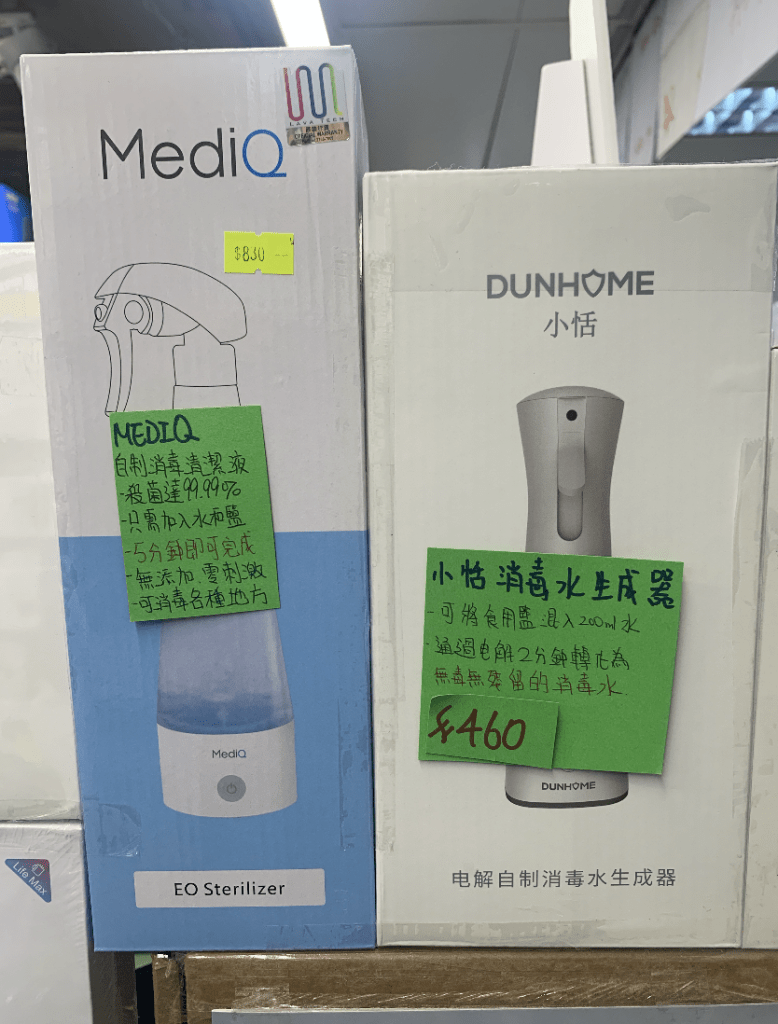 LAVA TECH
MediQ
$830
MEDIQ
自制消毒清潔液
-殺菌達99.99%
-只需加入水和鹽
-5分鐘即可完成
-無添加.零刺激
-可消毒各種地方
MediQ
EO Sterilizer
DUNHOME
小恬
小恬消毒水生成器
-可將食用鹽混入200ml水
-通過电解2分鐘轉化為
無毒無殘留的消毒水
$460
DUNHOME
电解自制消毒水生成器
Life Max